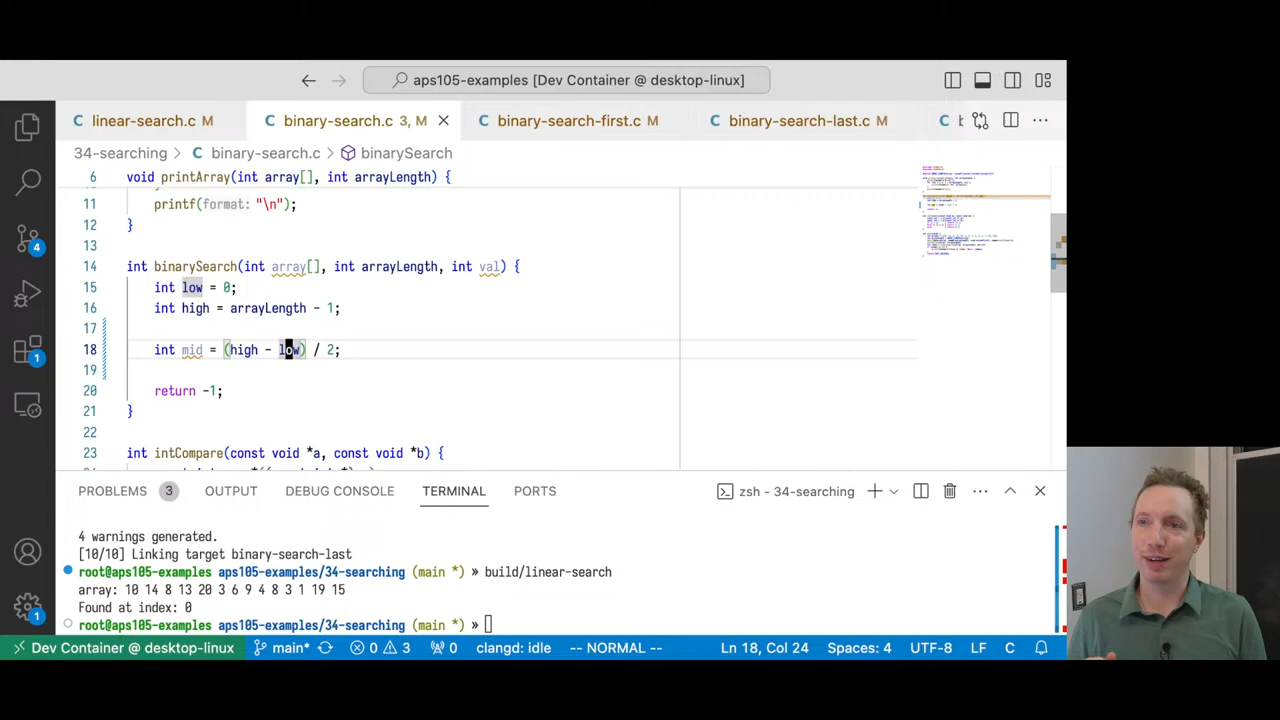 aps105-examples [Dev Container @ desktop-linux]
C linear-search.c M
C binary-search.c 3, M
C binary-search-first.c M
C binary-search-last.c M
C
34-searching > C binary-search.c > binarySearch
6 void printArray(int array[], int arrayLength) {
11 printf(format: "\n");
12 }
13
14 int binarySearch(int array[], int arrayLength, int val) {
15 int low = 0;
16 int high = arrayLength - 1;
17
18 int mid = (high - low) / 2;
19
20 return -1;
21 }
22
23 int intCompare(const void *a, const void *b) {
4
1
1
PROBLEMS 3 OUTPUT DEBUG CONSOLE TERMINAL PORTS
zsh - 34-searching
4 warnings generated.
[10/10] Linking target binary-search-last
root@aps105-examples aps105-examples/34-searching (main *) » build/linear-search
array: 10 14 8 13 20 3 6 9 4 8 3 1 19 15
Found at index: 0
root@aps105-examples aps105-examples/34-searching (main *) »
Dev Container @ desktop-linux main* 0 3 0 clangd: idle -- NORMAL -- Ln 18, Col 24 Spaces: 4 UTF-8 LF C